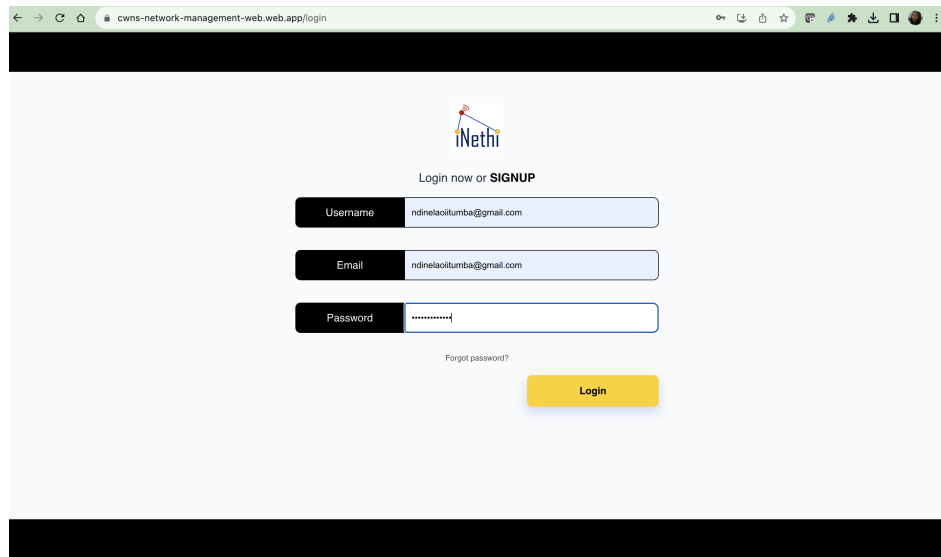 cwns-network-management-web.web.app/login
iNethi
Login now or SIGNUP
Username ndinelaoiitumba@gmail.com
Email ndinelaoiitumba@gmail.com
Password •••••••••••••
Forgot password?
Login